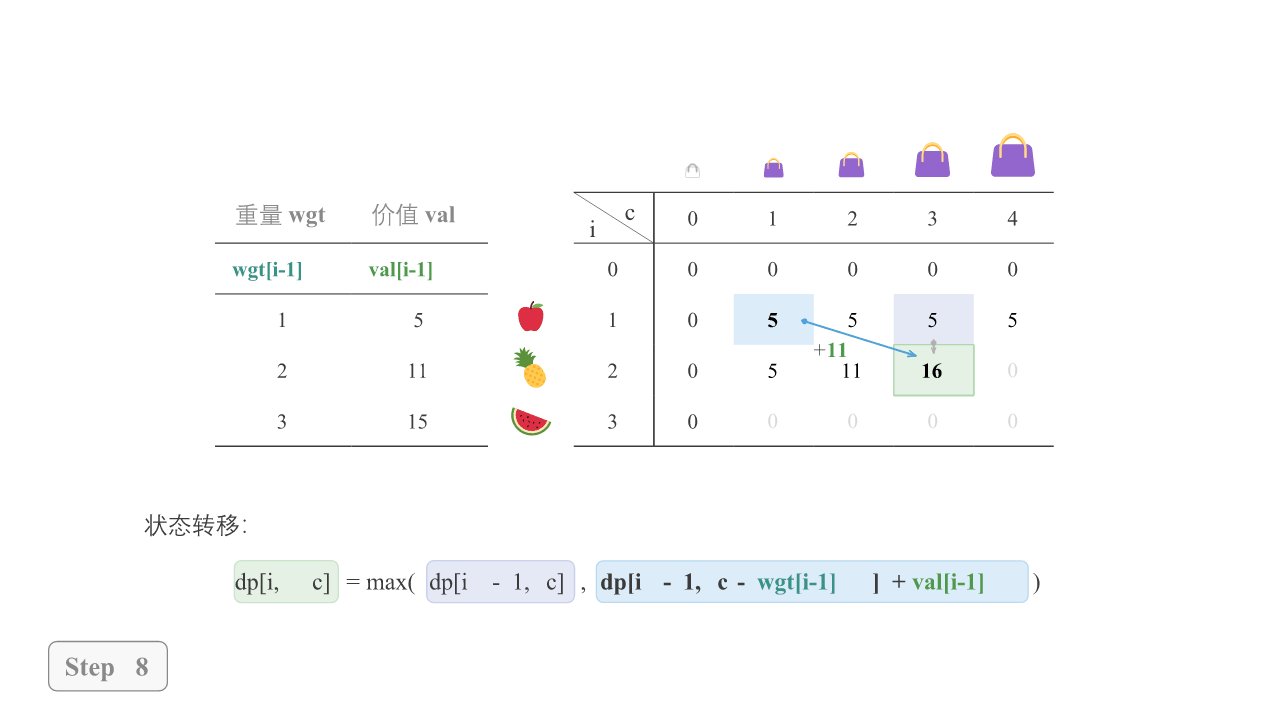 重量 wgt 价值 val
wgt[i-1] val[i-1]
1 5
2 11
3 15
i c 0 1 2 3 4
0 0 0 0 0 0
1 0 5 5 5 5
+11
2 0 5 11 16 0
3 0 0 0 0 0
状态转移：
dp[i, c] = max( dp[i - 1, c] , dp[i - 1, c - wgt[i-1] ] + val[i-1] )
Step 8